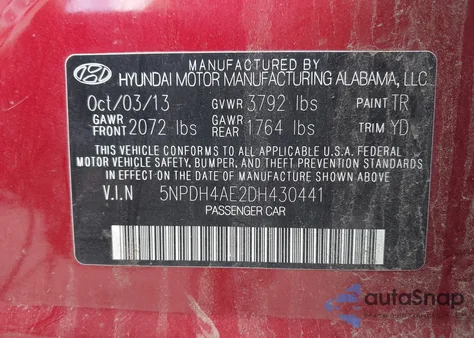 MANUFACTURED BY
HYUNDAI MOTOR MANUFACTURING ALABAMA, LLC
Oct/03/13 GVWR 3792 lbs PAINT TR
GAWR FRONT 2072 lbs GAWR REAR 1764 lbs TRIM YD
THIS VEHICLE CONFORMS TO ALL APPLICABLE U.S.A. FEDERAL
MOTOR VEHICLE SAFETY, BUMPER, AND THEFT PREVENTION STANDARDS
IN EFFECT ON THE DATE OF MANUFACTURE SHOWN ABOVE.
V.I.N 5NPDH4AE2DH430441
PASSENGER CAR
autoSnap